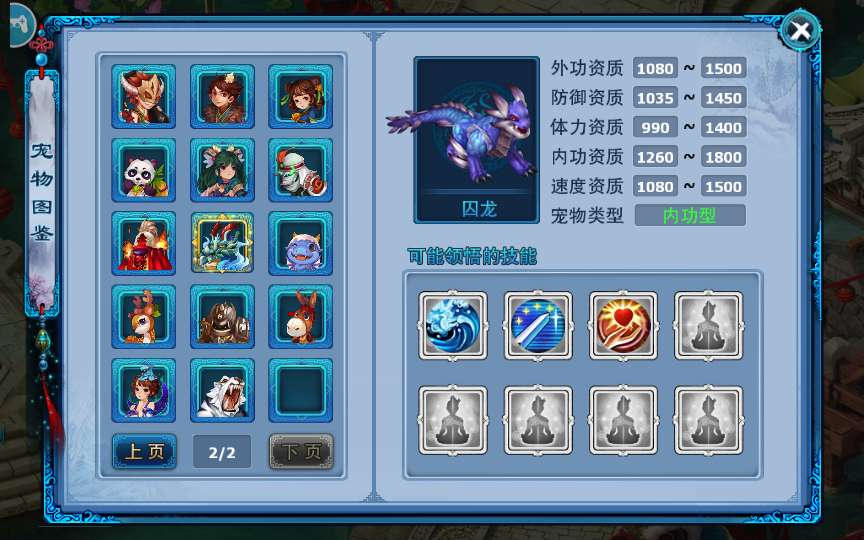 宠物图鉴
外功资质 1080 ~ 1500
防御资质 1035 ~ 1450
体力资质 990 ~ 1400
内功资质 1260 ~ 1800
速度资质 1080 ~ 1500
宠物类型 内功型
囚龙
可能领悟的技能
上页 2/2 下页